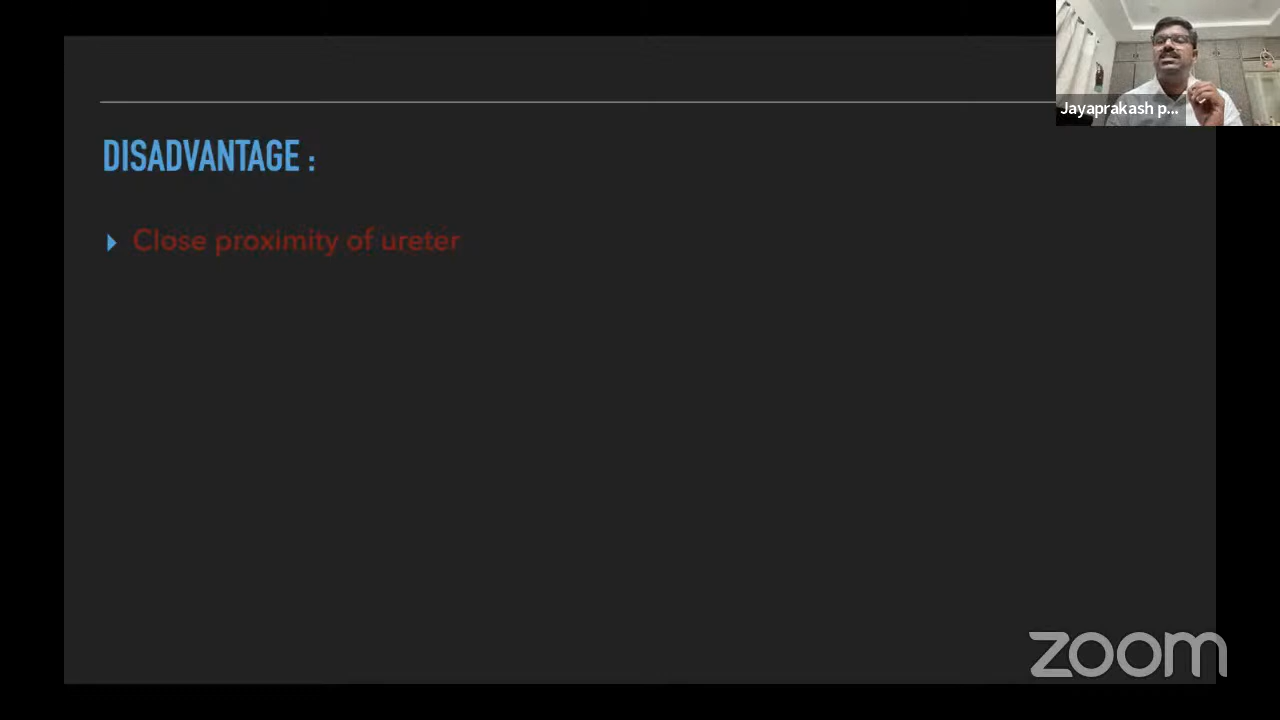 Jayaprakash p...
DISADVANTAGE :
Close proximity of ureter
zoom